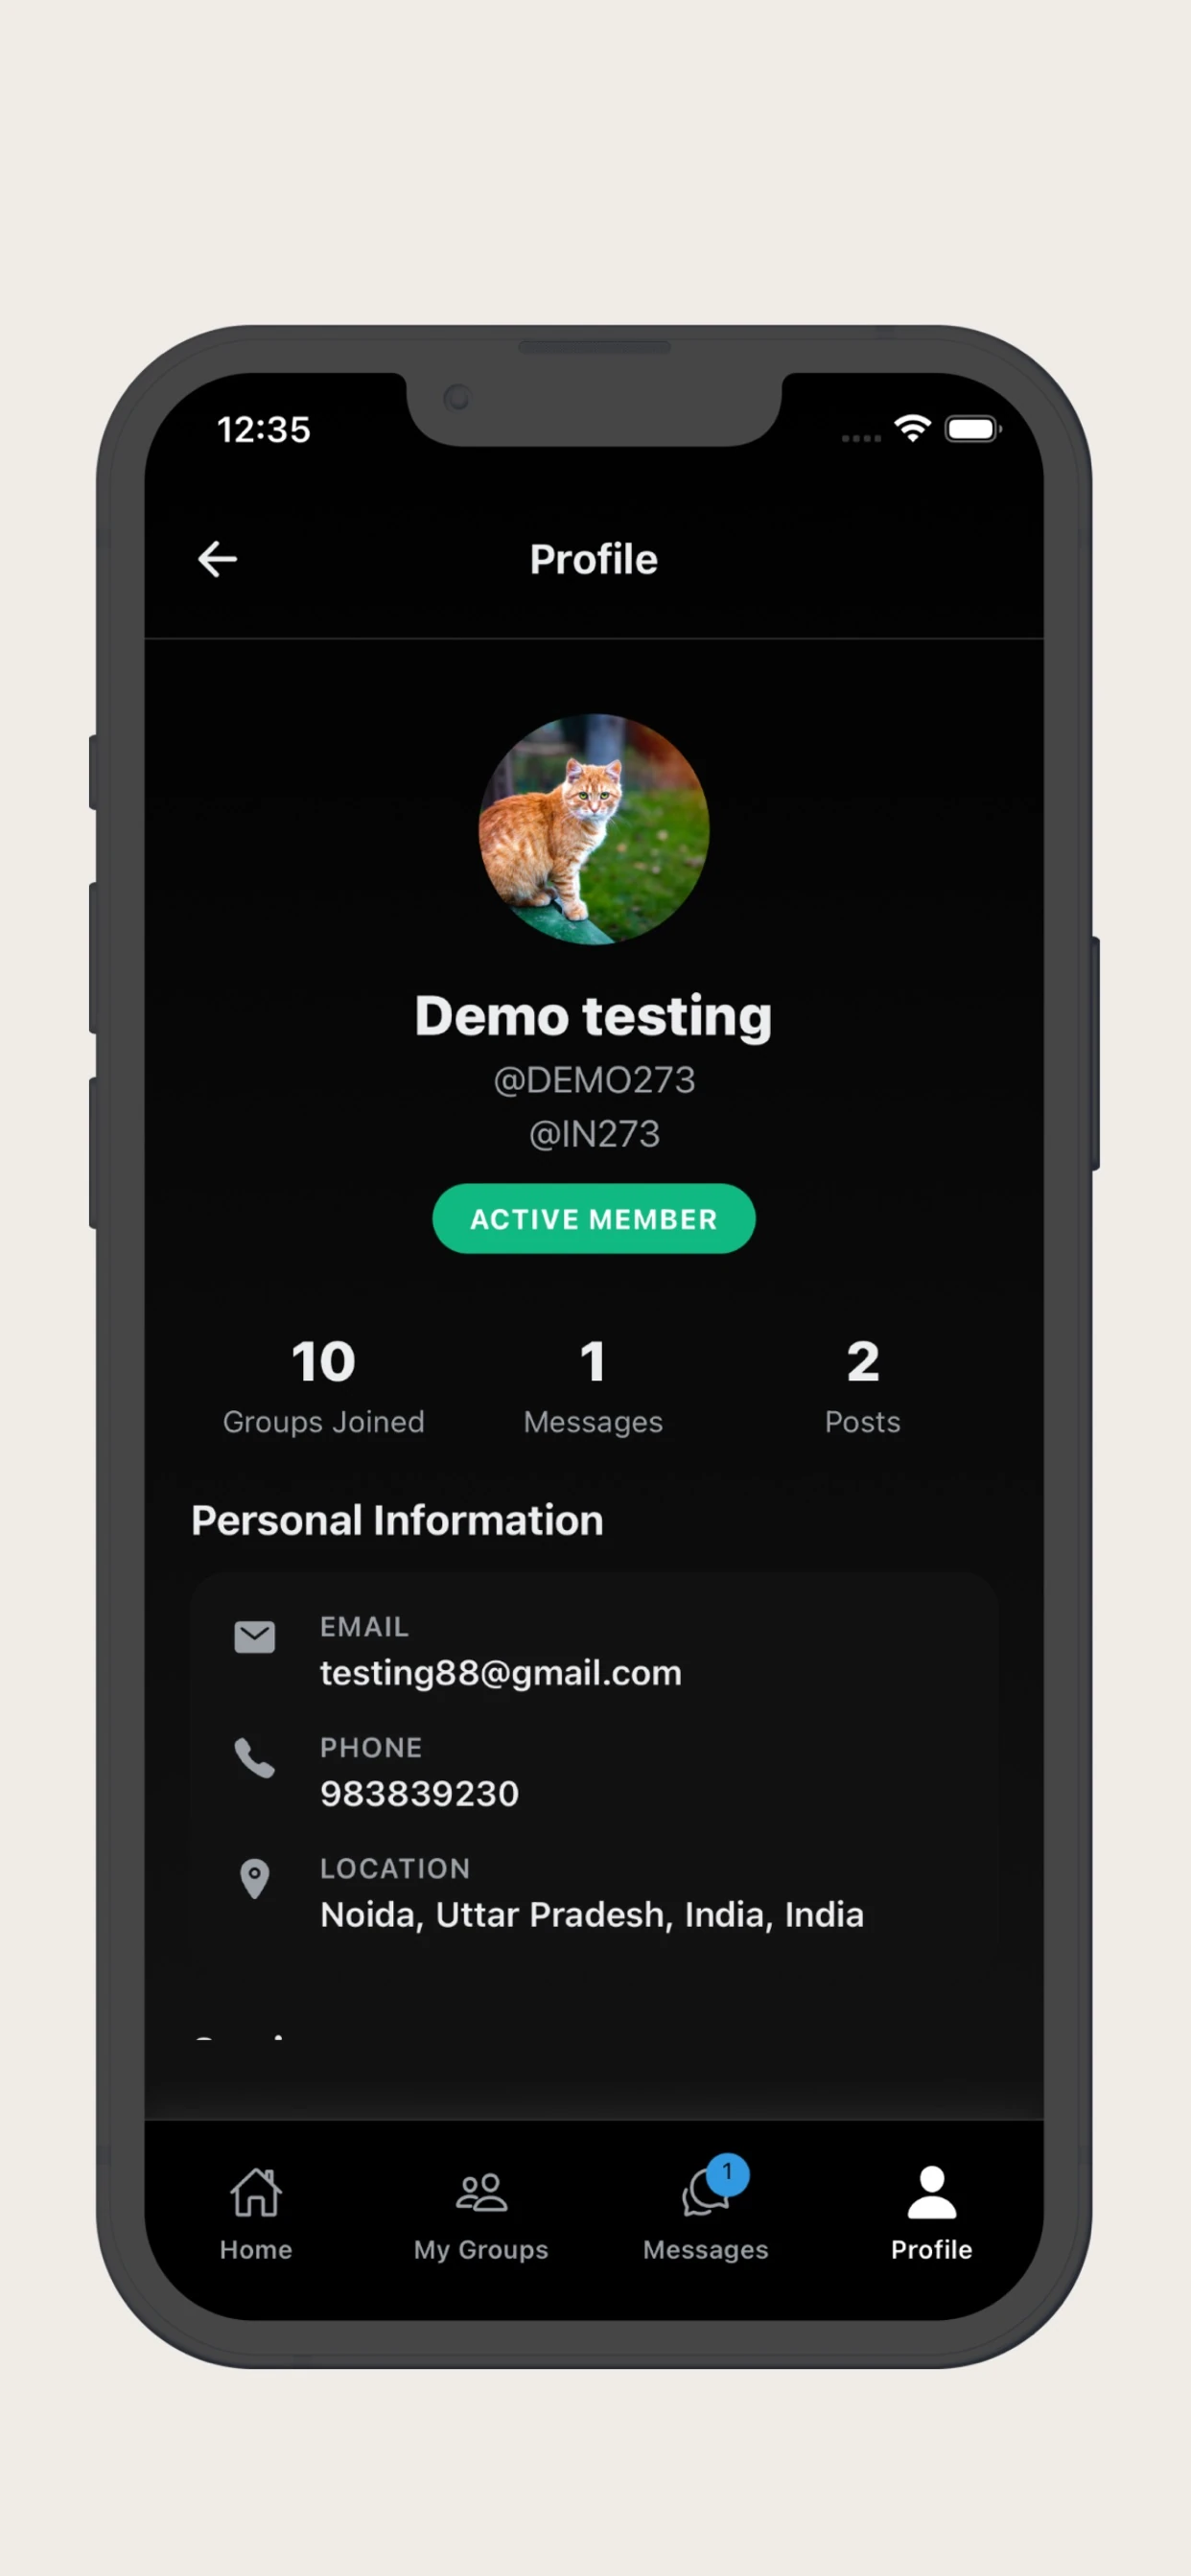 12:35
Profile
Demo testing
@DEMO273
@IN273
ACTIVE MEMBER
10 1 2
Groups Joined Messages Posts
Personal Information
EMAIL
testing88@gmail.com
PHONE
983839230
LOCATION
Noida, Uttar Pradesh, India, India
1
Home My Groups Messages Profile